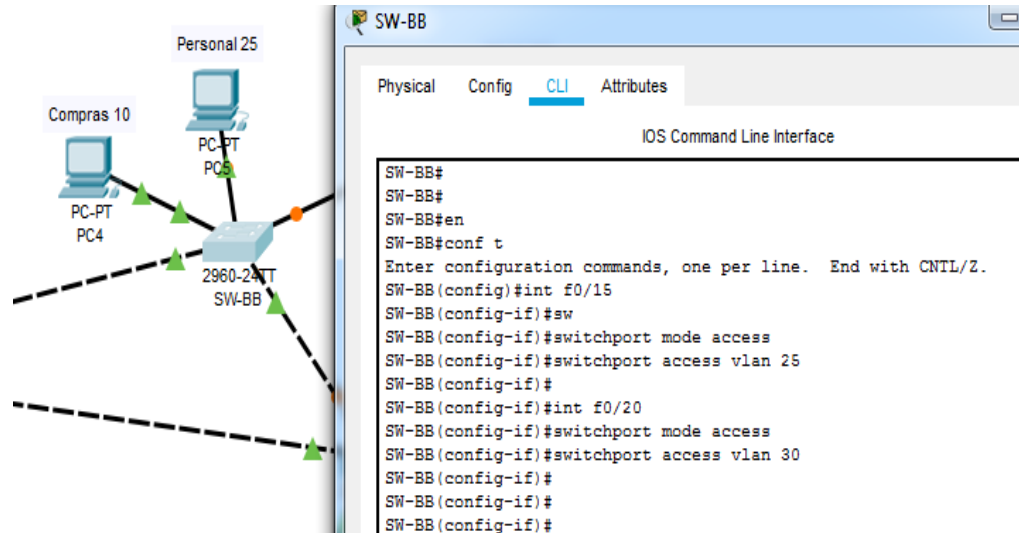 Personal 25
PC-PT
PC5
Compras 10
PC-PT
PC4
2960-24TT
SW-BB
SW-BB
Physical Config CLI Attributes
IOS Command Line Interface
SW-BB#
SW-BB#
SW-BB#en
SW-BB#conf t
Enter configuration commands, one per line. End with CNTL/Z.
SW-BB(config)#int f0/15
SW-BB(config-if)#sw
SW-BB(config-if)#switchport mode access
SW-BB(config-if)#switchport access vlan 25
SW-BB(config-if)#
SW-BB(config-if)#int f0/20
SW-BB(config-if)#switchport mode access
SW-BB(config-if)#switchport access vlan 30
SW-BB(config-if)#
SW-BB(config-if)#
SW-BB(config-if)#